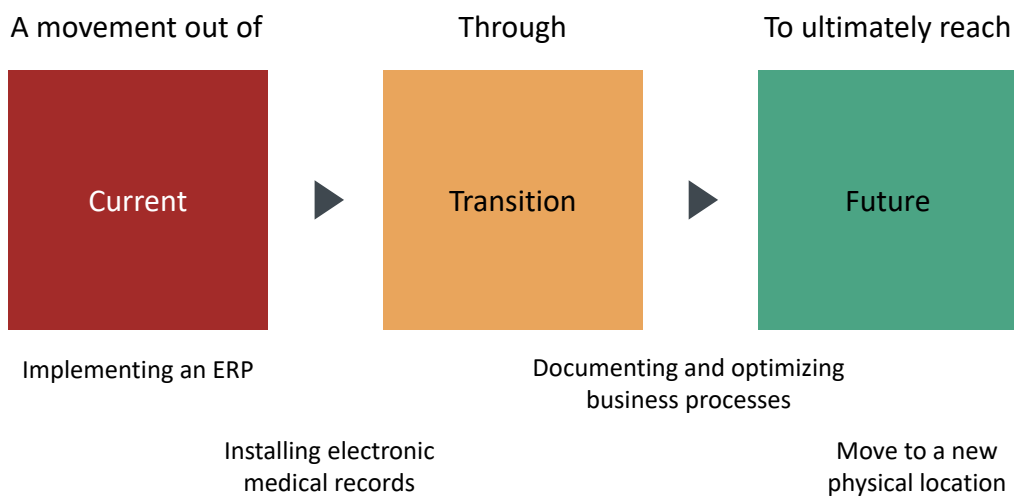 A movement out of
Through
To ultimately reach
Current
Transition
Future
Implementing an ERP
Documenting and optimizing
business processes
Installing electronic
medical records
Move to a new
physical location